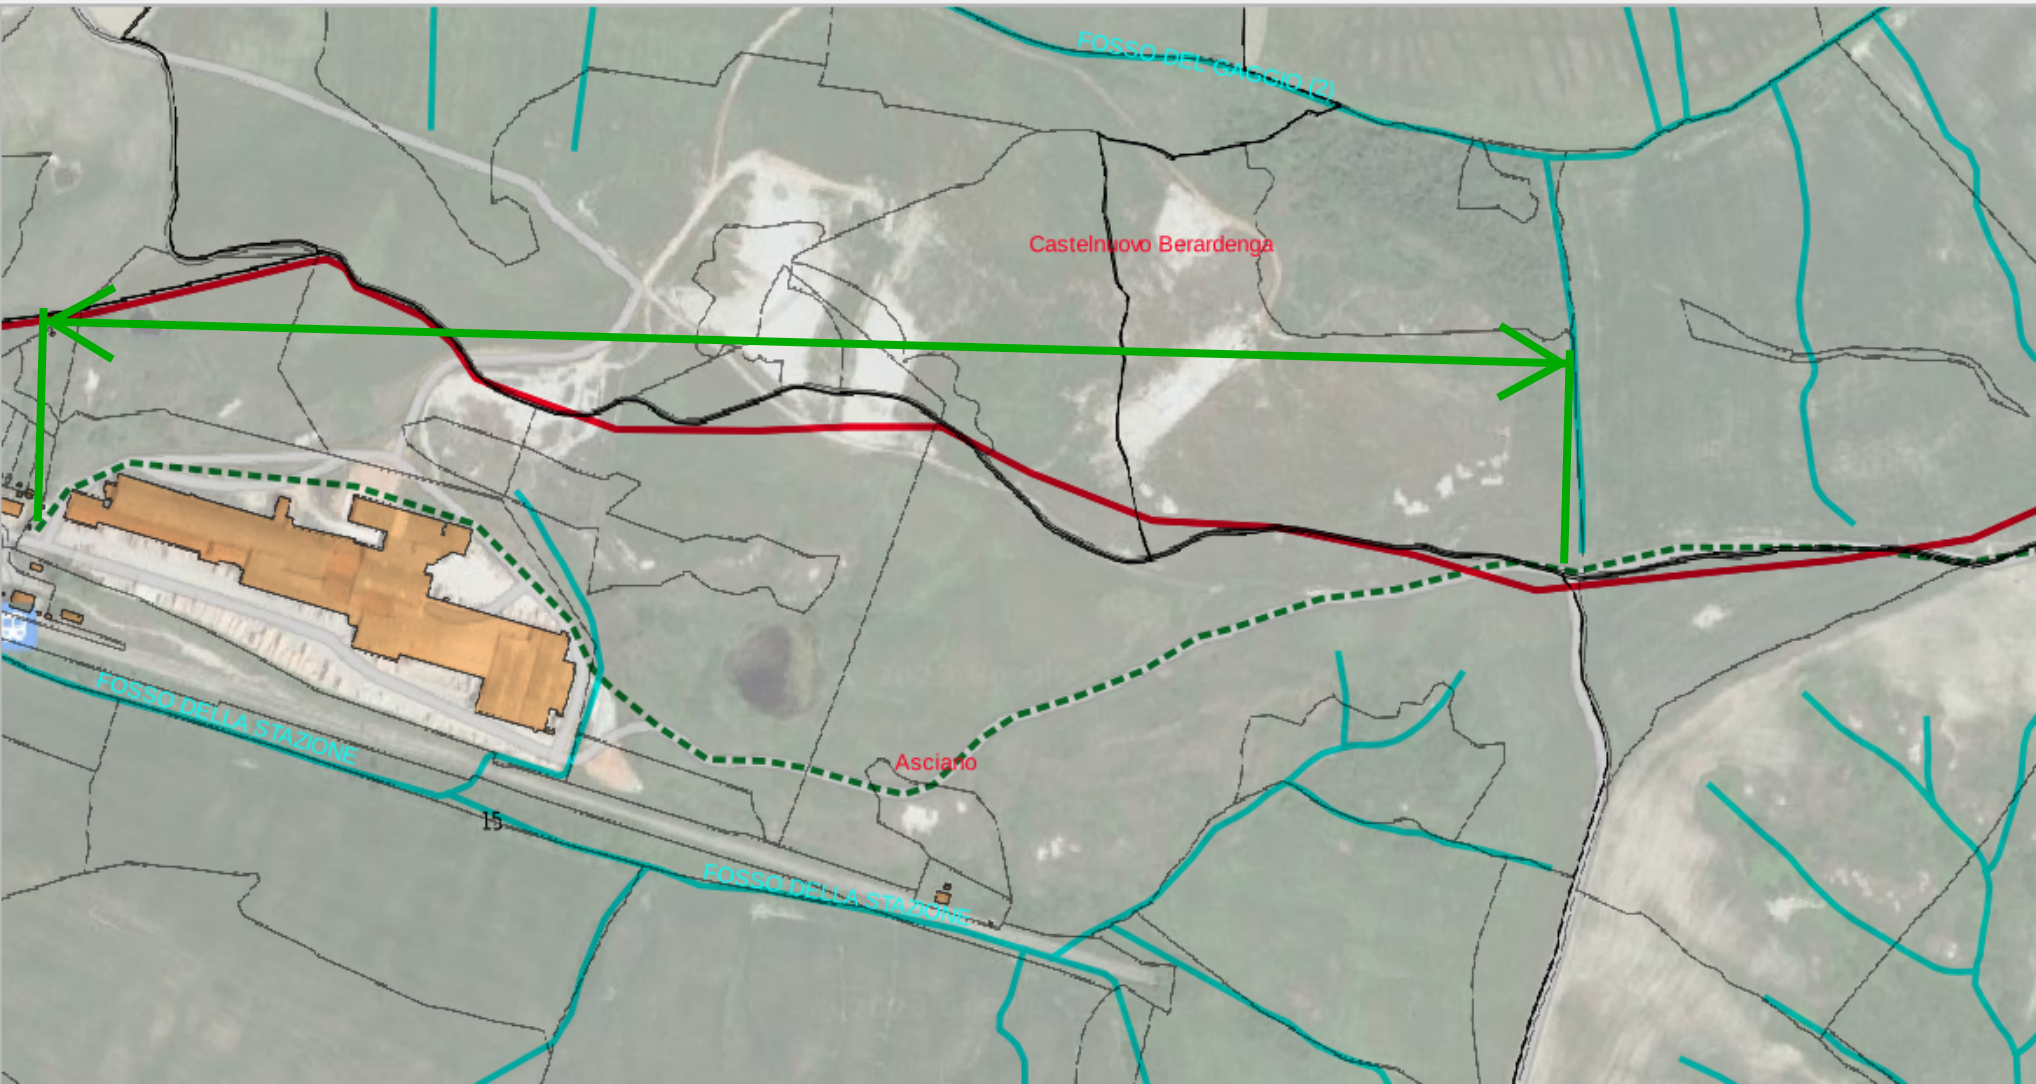 FOSSO DEL GAGGIO (2)
Castelnuovo Berardenga
FOSSO DELLA STAZIONE
Asciano
15
FOSSO DELLA STAZIONE